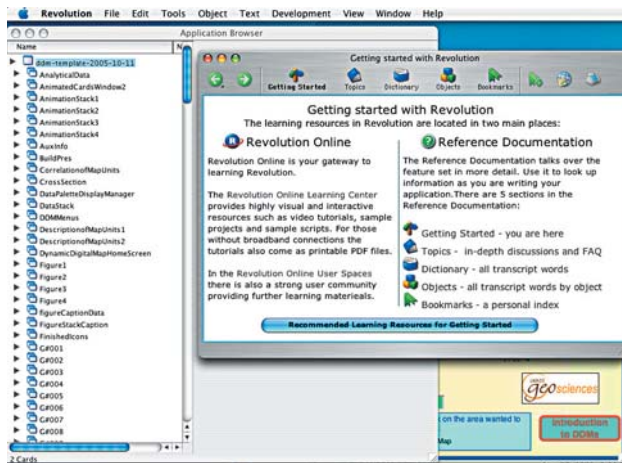 Revolution File Edit Tools Object Text Development View Window Help
Application Browser
Name
N
ddm-template-2005-10-11
AnalyticalData
AnimatedCardsWindow2
AnimationStack1
AnimationStack2
AnimationStack3
AnimationStack4
AuxInfo
BuildPres
CorrelationofMapUnits
CrossSection
DataPaletteDisplayManager
DataStack
DDMMenus
DescriptionofMapUnits1
DescriptionofMapUnits2
DynamicDigitalMapHomeScreen
Figure1
Figure2
Figure3
Figure4
figureCaptionData
FigureStackCaption
FinishedIcons
G#001
G#002
G#003
G#004
G#005
G#006
G#007
G#008
2 Cards
Getting started with Revolution
Getting Started Topics Dictionary Objects Bookmarks
Getting started with Revolution
The learning resources in Revolution are located in two main places:
Revolution Online
Revolution Online is your gateway to
learning Revolution.
The Revolution Online Learning Center
provides highly visual and interactive
resources such as video tutorials, sample
projects and sample scripts. For those
without broadband connections the
tutorials also come as printable PDF files.
In the Revolution Online User Spaces
there is also a strong user community
providing further learning materieals.
Reference Documentation
The Reference Documentation talks over the
feature set in more detail. Use it to look up
information as you are writing your
application.There are 5 sections in the
Reference Documentation:
Getting Started - you are here
Topics - in-depth discussions and FAQ
Dictionary - all transcript words
Objects - all transcript words by object
Bookmarks - a personal index
Recommended Learning Resources for Getting Started
geosciences
on the area wanted to
Map
Introduction
to DDMs